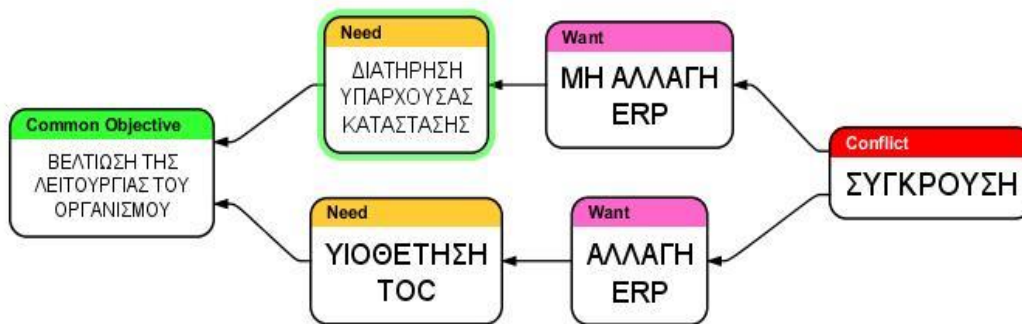 Need
ΔΙΑΤΗΡΗΣΗ
ΥΠΑΡΧΟΥΣΑΣ
ΚΑΤΑΣΤΑΣΗΣ
Want
ΜΗ ΑΛΛΑΓΗ
ERP
Common Objective
ΒΕΛΤΙΩΣΗ ΤΗΣ
ΛΕΙΤΟΥΡΓΙΑΣ ΤΟΥ
ΟΡΓΑΝΙΣΜΟΥ
Conflict
ΣΥΓΚΡΟΥΣΗ
Need
ΥΙΟΘΕΤΗΣΗ
TOC
Want
ΑΛΛΑΓΗ
ERP